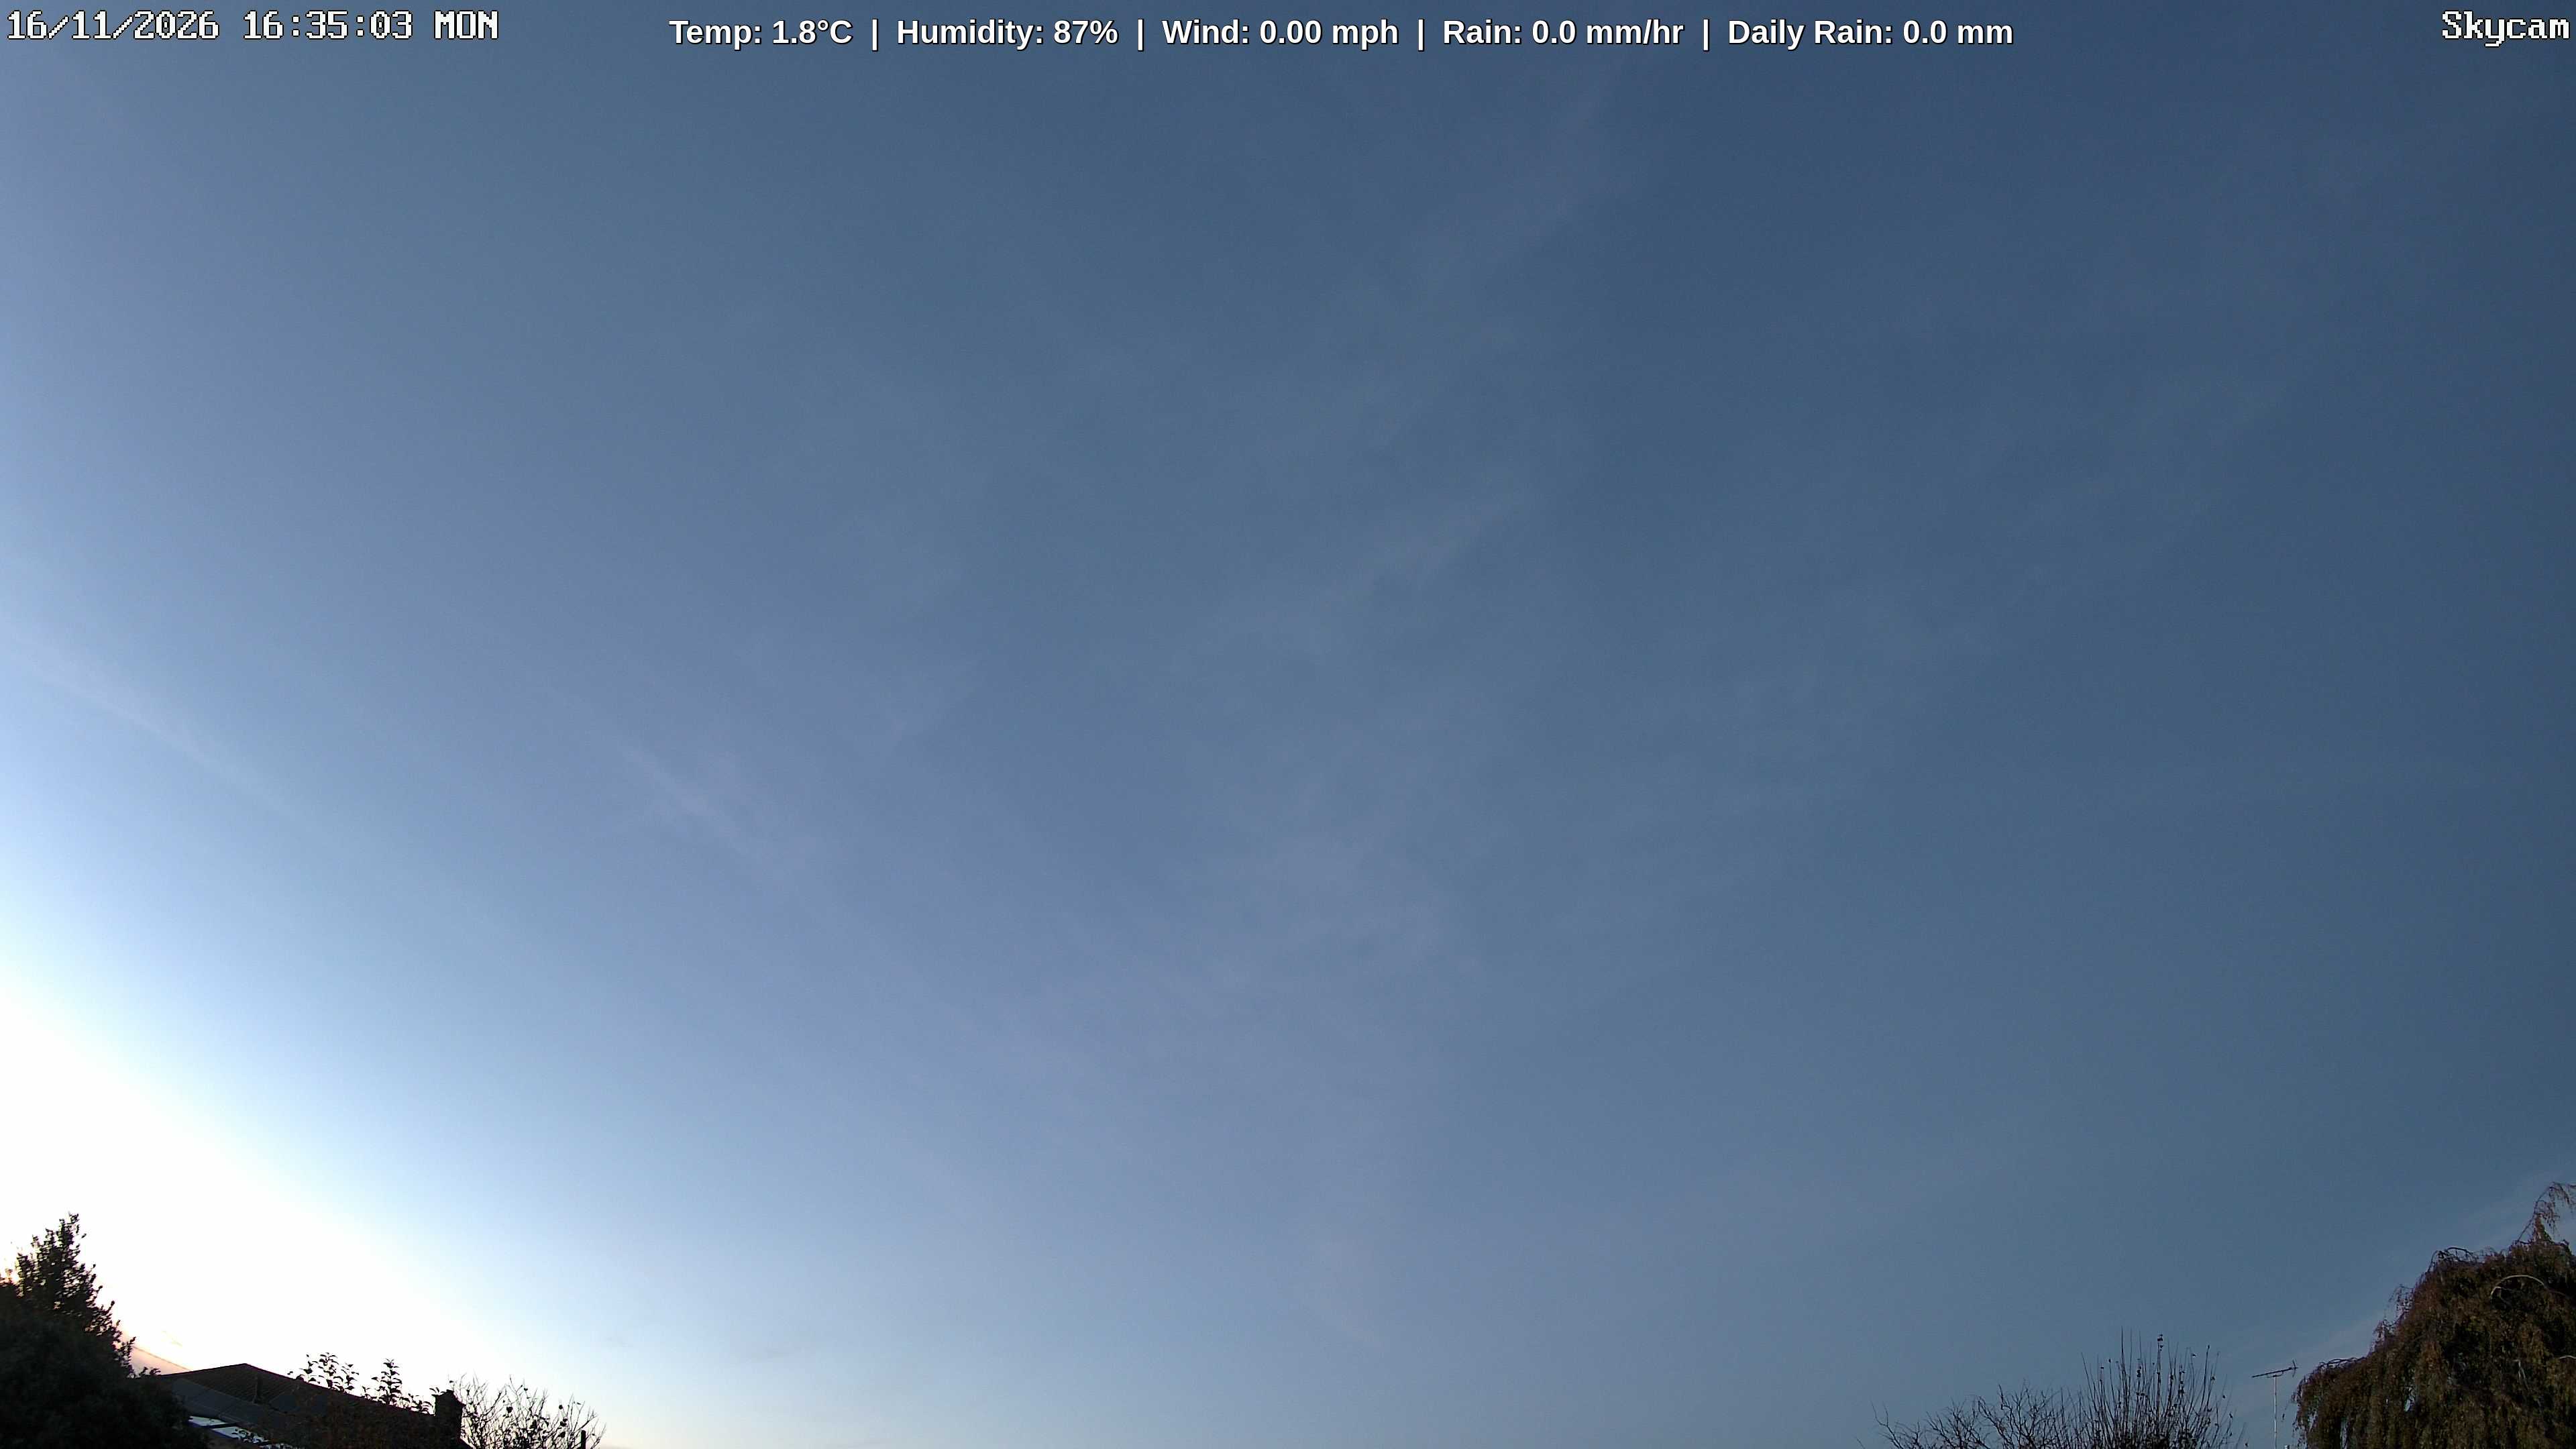 16/11/2026 16:35:03 MON
Temp: 1.8°C | Humidity: 87% | Wind: 0.00 mph | Rain: 0.0 mm/hr | Daily Rain: 0.0 mm
Skycam